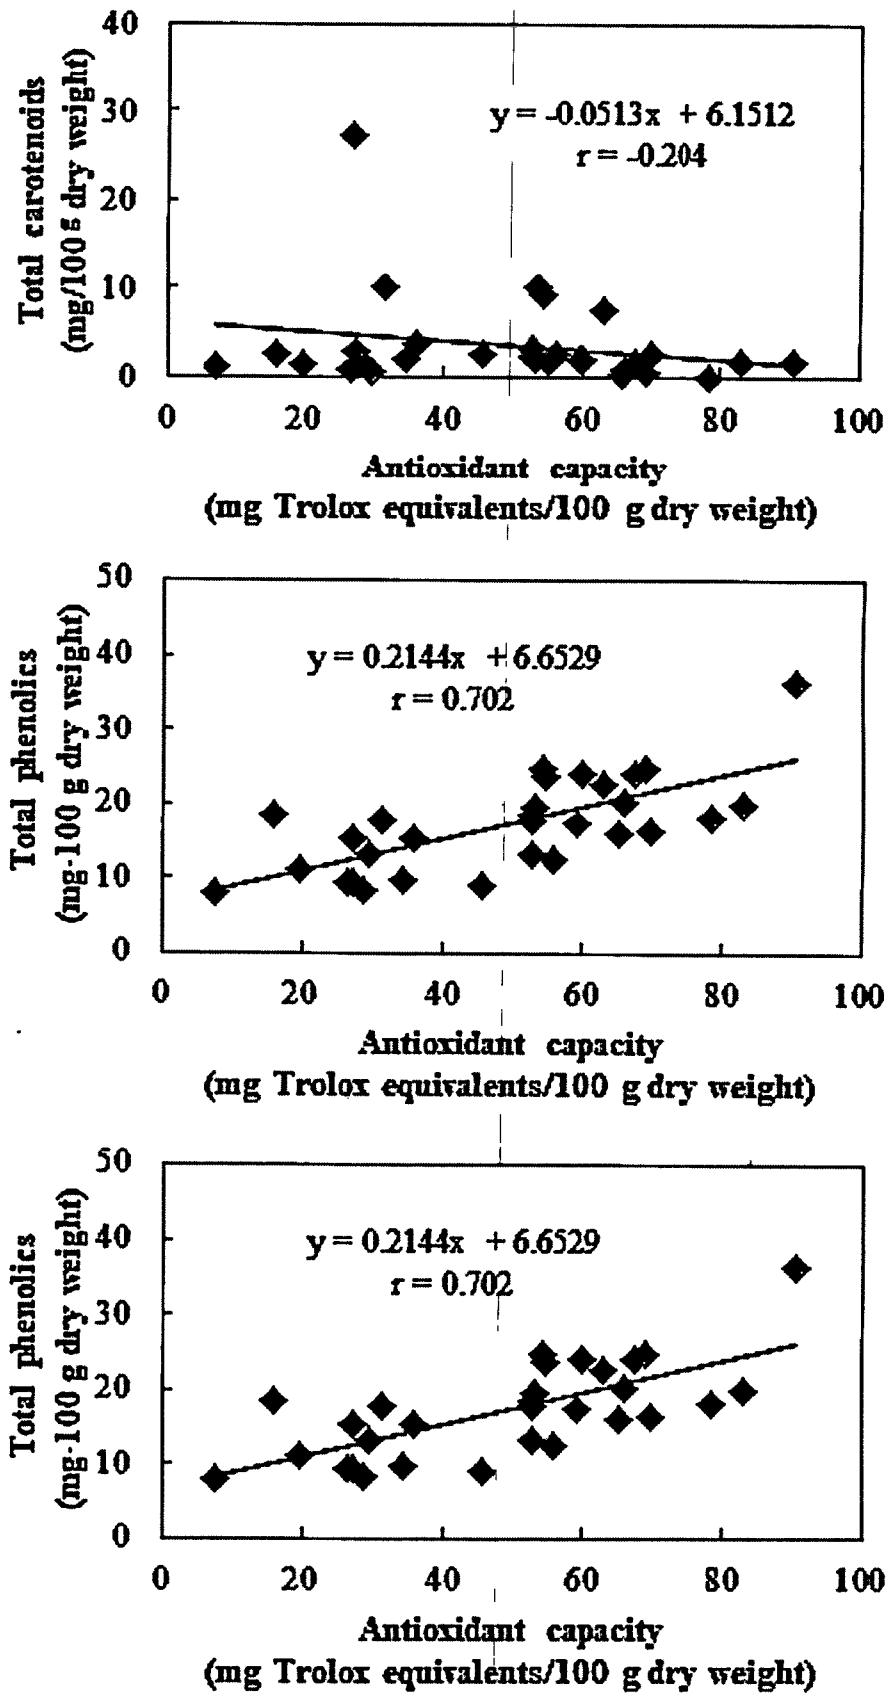 Total carotenoids
(mg/100 g dry weight)
40
30
20
10
0
y = -0.0513x + 6.1512
r = -0.204
0 20 40 60 80 100
Antioxidant capacity
(mg Trolox equivalents/100 g dry weight)
Total phenolics
(mg-100 g dry weight)
50
40
30
20
10
0
y = 0.2144x + 6.6529
r = 0.702
0 20 40 60 80 100
Antioxidant capacity
(mg Trolox equivalents/100 g dry weight)
Total phenolics
(mg-100 g dry weight)
50
40
30
20
10
0
y = 0.2144x + 6.6529
r = 0.702
0 20 40 60 80 100
Antioxidant capacity
(mg Trolox equivalents/100 g dry weight)